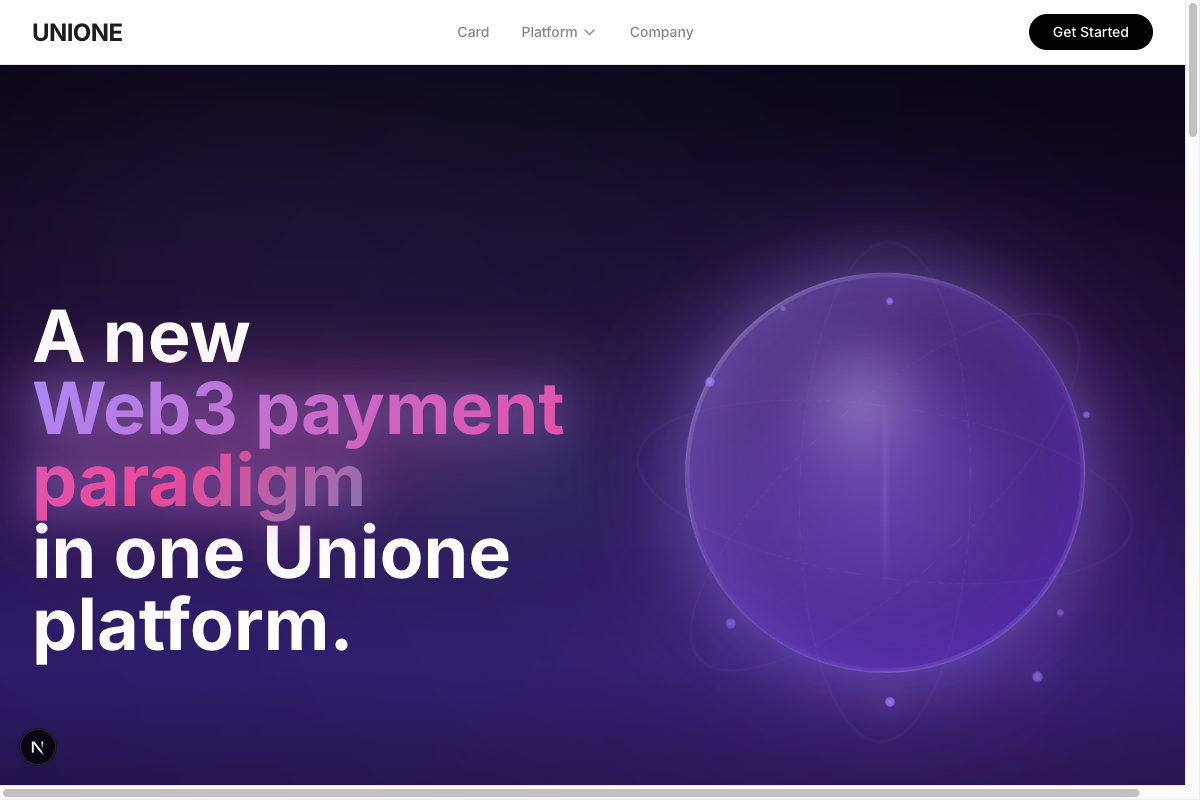 UNIONE
Card
Platform
Company
Get Started
A new
Web3 payment
paradigm
in one Unione
platform.
N